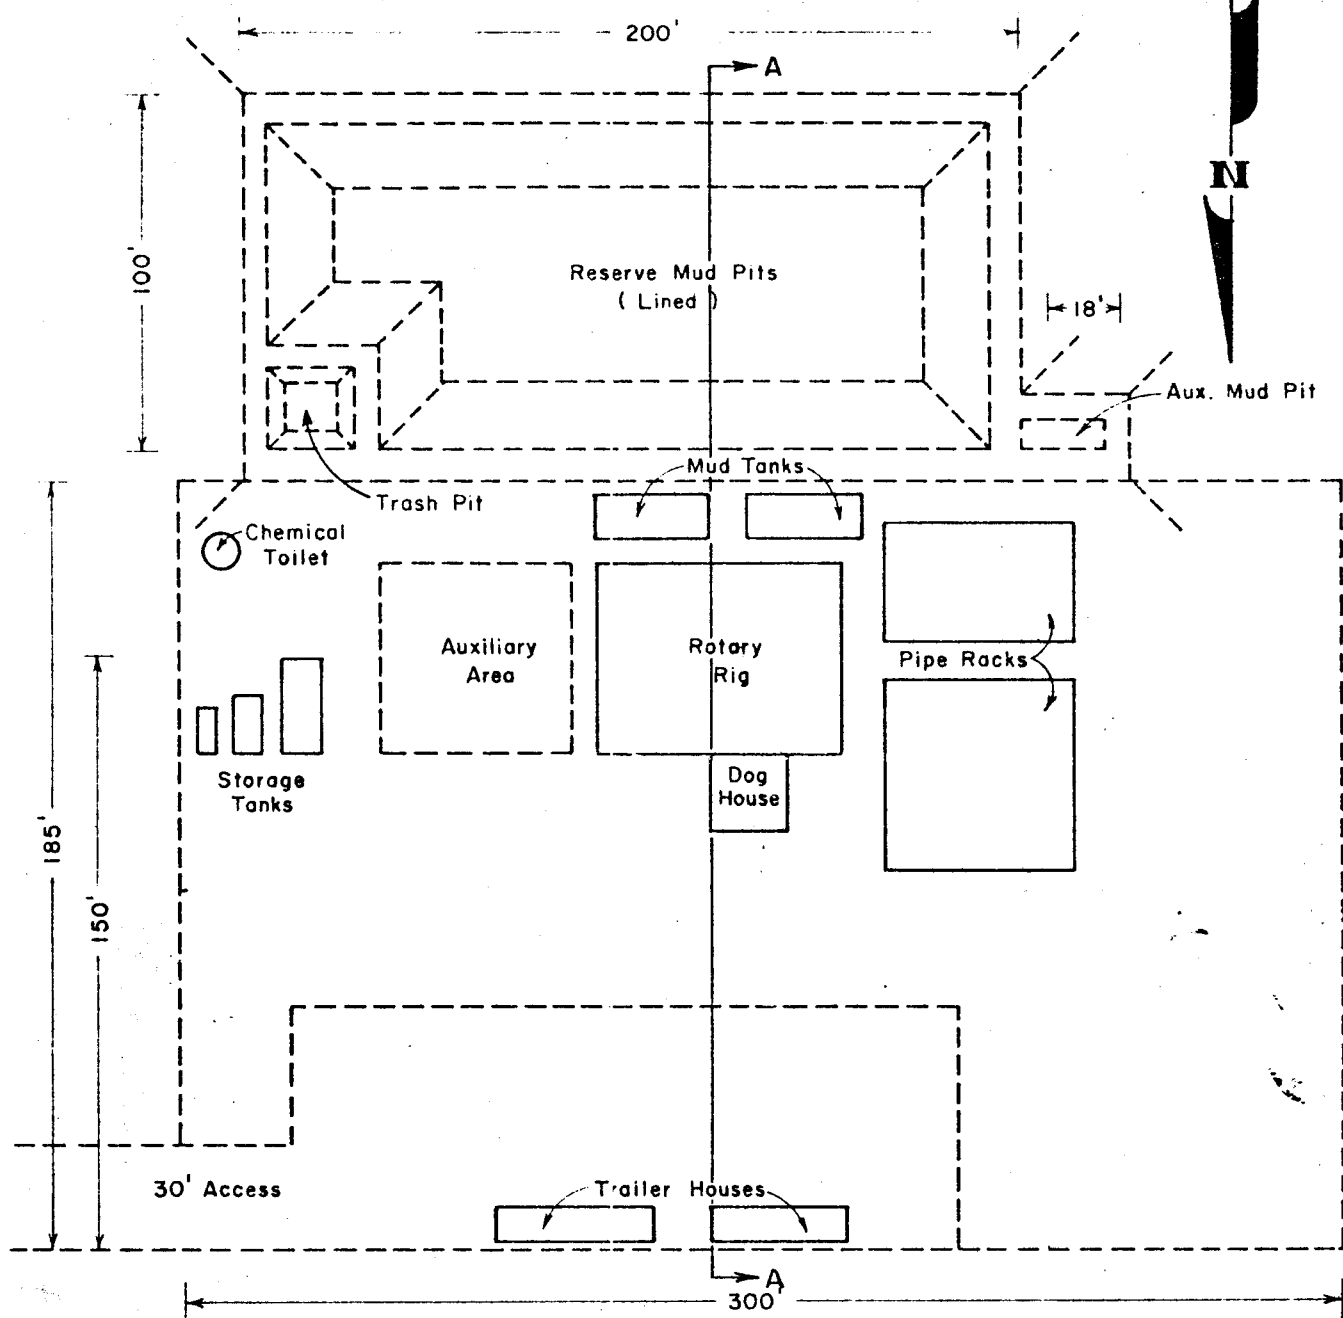 200'
A
N
100'
Reserve Mud Pits
( Lined )
18'
Aux. Mud Pit
Mud Tanks
Trash Pit
Chemical
Toilet
Auxiliary
Area
Rotary
Rig
Pipe Racks
Storage
Tanks
Dog
House
185'
150'
30' Access
Trailer Houses
A
300'